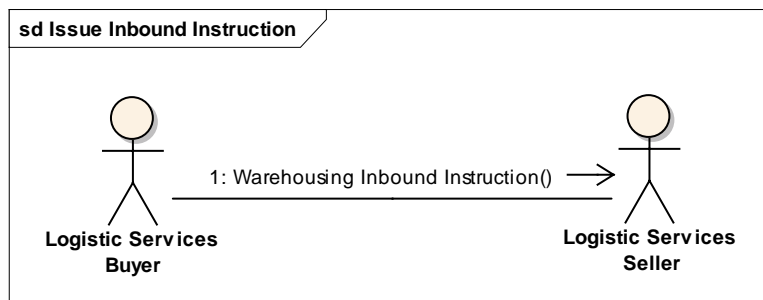 sd Issue Inbound Instruction
1: Warehousing Inbound Instruction()
Logistic Services
Buyer
Logistic Services
Seller